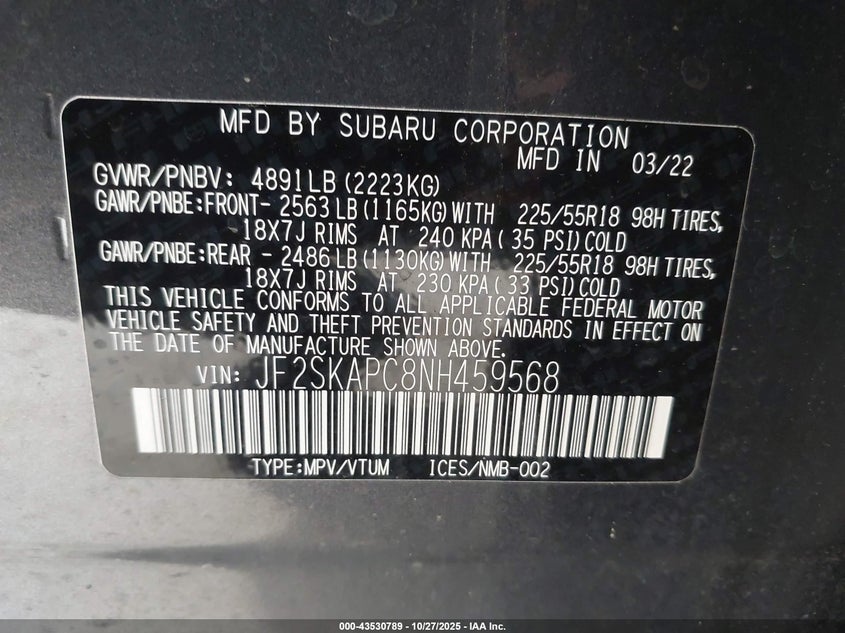 MFD BY SUBARU CORPORATION
MFD IN 03/22
GVWR/PNBV: 4891LB(2223KG)
GAWR/PNBE:FRONT- 2563LB(1165KG)WITH 225/55R18 98H TIRES,
18X7J RIMS AT 240 KPA(35 PSI)COLD
GAWR/PNBE:REAR - 2486LB(1130KG)WITH 225/55R18 98H TIRES,
18X7J RIMS AT 230 KPA(33 PSI)COLD
THIS VEHICLE CONFORMS TO ALL APPLICABLE FEDERAL MOTOR
VEHICLE SAFETY AND THEFT PREVENTION STANDARDS IN EFFECT ON
THE DATE OF MANUFACTURE SHOWN ABOVE.
VIN: JF2SKAPC8NH459568
TYPE:MPV/VTUM ICES/NMB-002
000-43530789 - 10/27/2025 - IAA Inc.